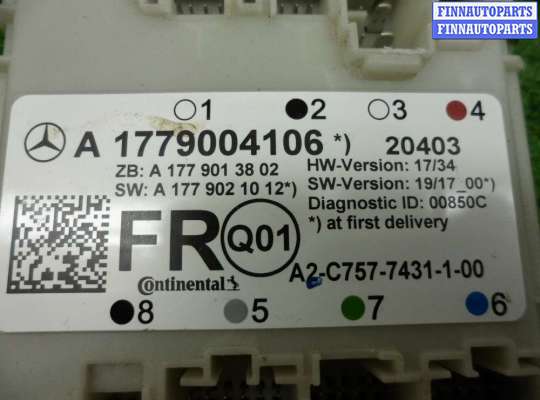 FINNAUTOPARTS
FINNAUTOPARTS
1 2 3 4
A 1779004106 *) 20403
ZB: A 177 901 38 02 HW-Version: 17/34
SW: A 177 902 10 12*) SW-Version: 19/17_00*)
Diagnostic ID: 00850C
*) at first delivery
FR Q01
Continental
A2-C757-7431-1-00
8 5 7 6